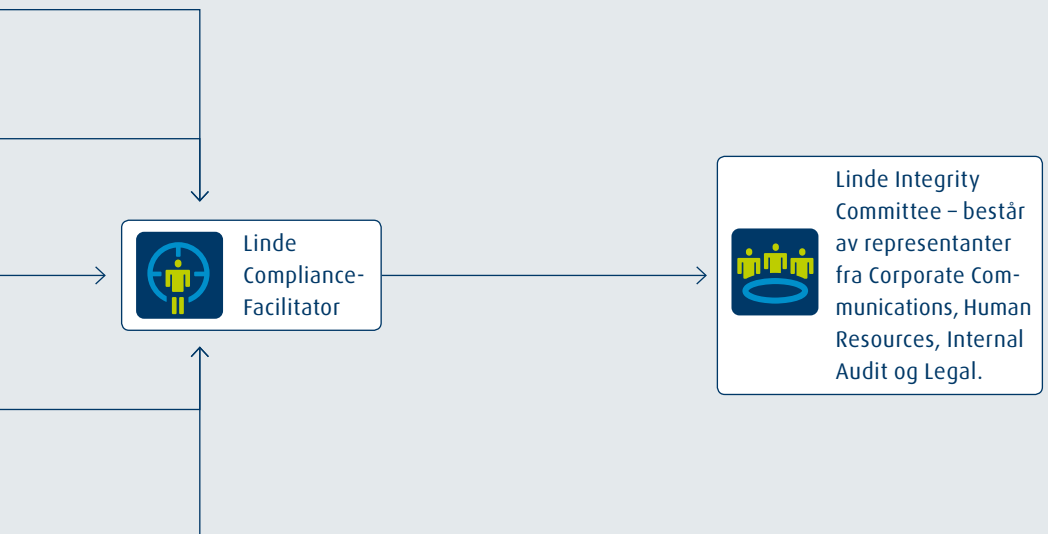 Linde
Compliance-
Facilitator
Linde Integrity
Committee – består
av representanter
fra Corporate Com-
munications, Human
Resources, Internal
Audit og Legal.